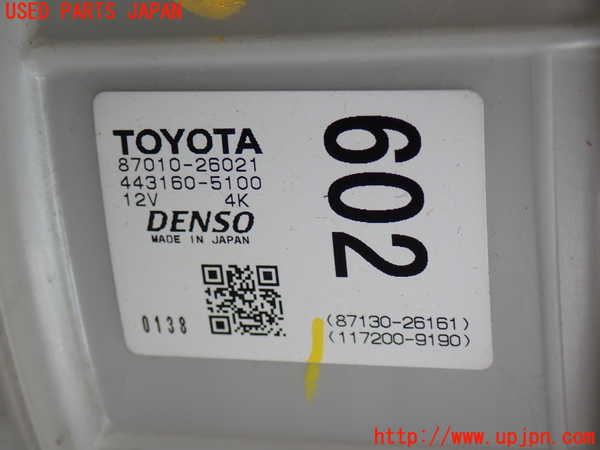 USED PARTS JAPAN
TOYOTA
87010-26021
443160-5100
12V 4K
DENSO
MADE IN JAPAN
602
0138
(87130-26161)
(117200-9190)
http://www.upjpn.com/